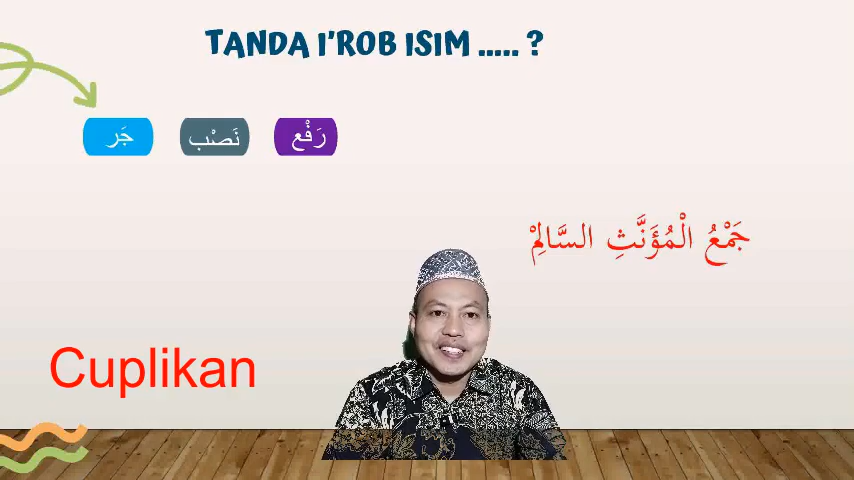 TANDA I'ROB ISIM ..... ?
رَفْع نَصْب جَر
جَمْعُ الْمُؤَنَّثِ السَّالِمْ
Cuplikan